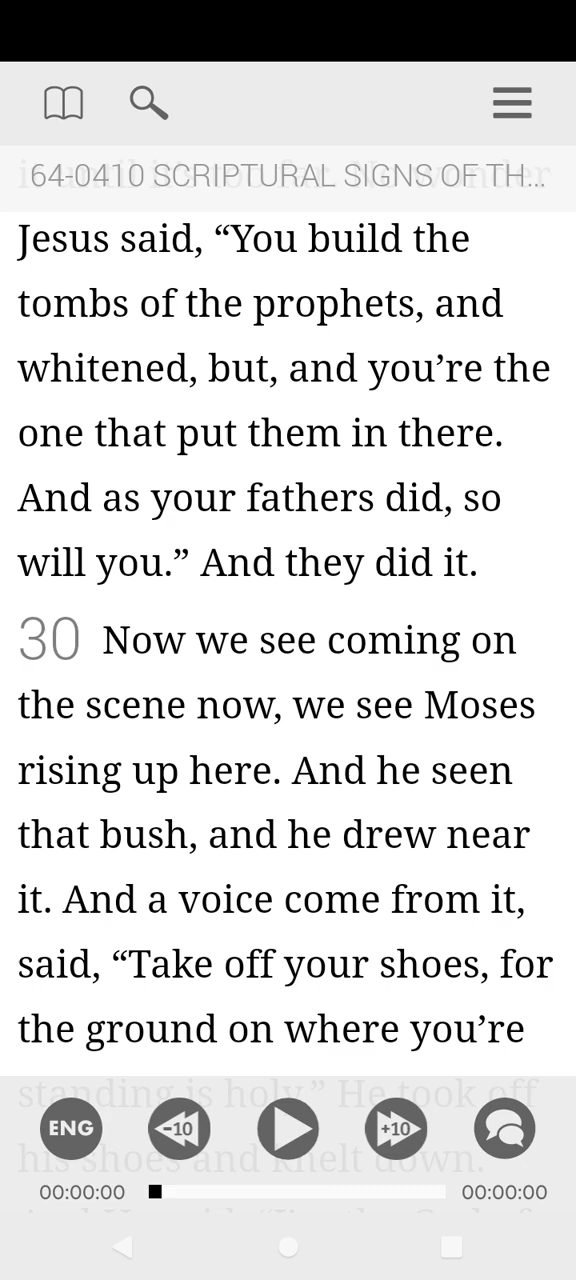 64-0410 SCRIPTURAL SIGNS OF TH...
Jesus said, “You build the
tombs of the prophets, and
whitened, but, and you’re the
one that put them in there.
And as your fathers did, so
will you.” And they did it.
30 Now we see coming on
the scene now, we see Moses
rising up here. And he seen
that bush, and he drew near
it. And a voice come from it,
said, “Take off your shoes, for
the ground on where you’re
standing is holy.” He took off
ENG -10 +10
his shoes and knelt down.
00:00:00 00:00:00